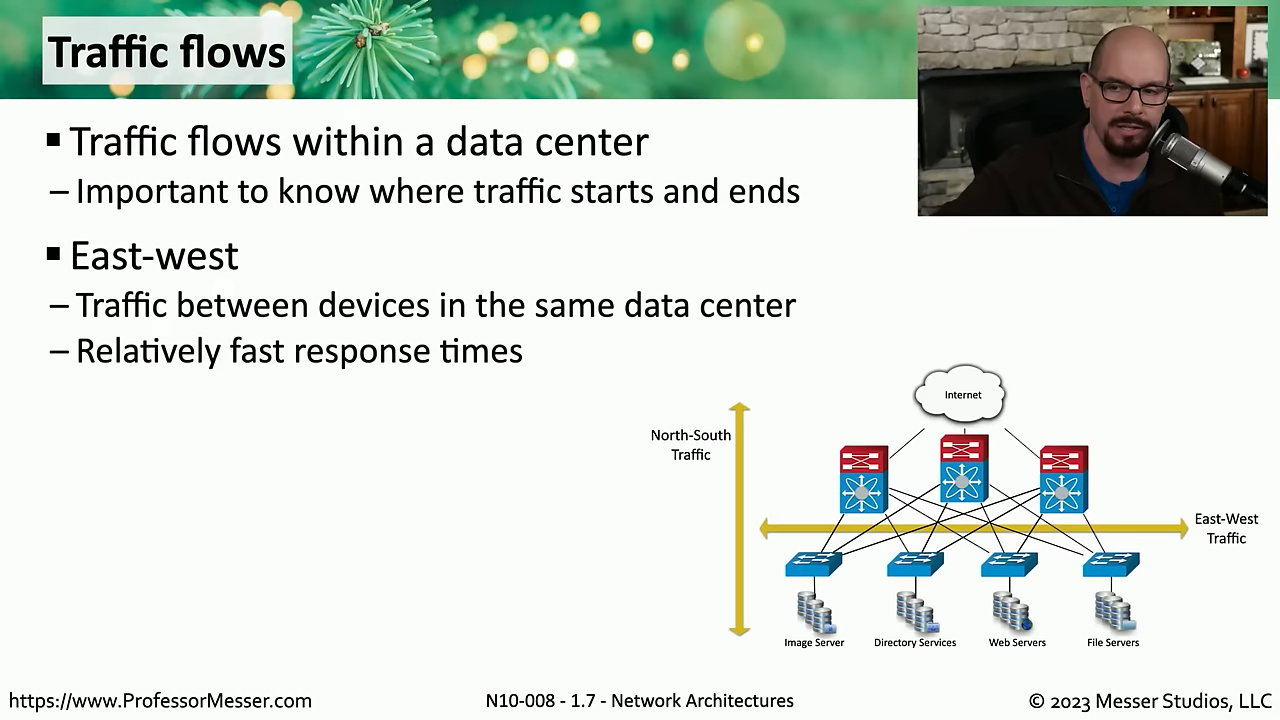 Traffic flows
▪ Traffic flows within a data center
– Important to know where traffic starts and ends
▪ East-west
– Traffic between devices in the same data center
– Relatively fast response times
Internet
North-South
Traffic
East-West
Traffic
Image Server
Directory Services
Web Servers
File Servers
https://www.ProfessorMesser.com
N10-008 - 1.7 - Network Architectures
© 2023 Messer Studios, LLC